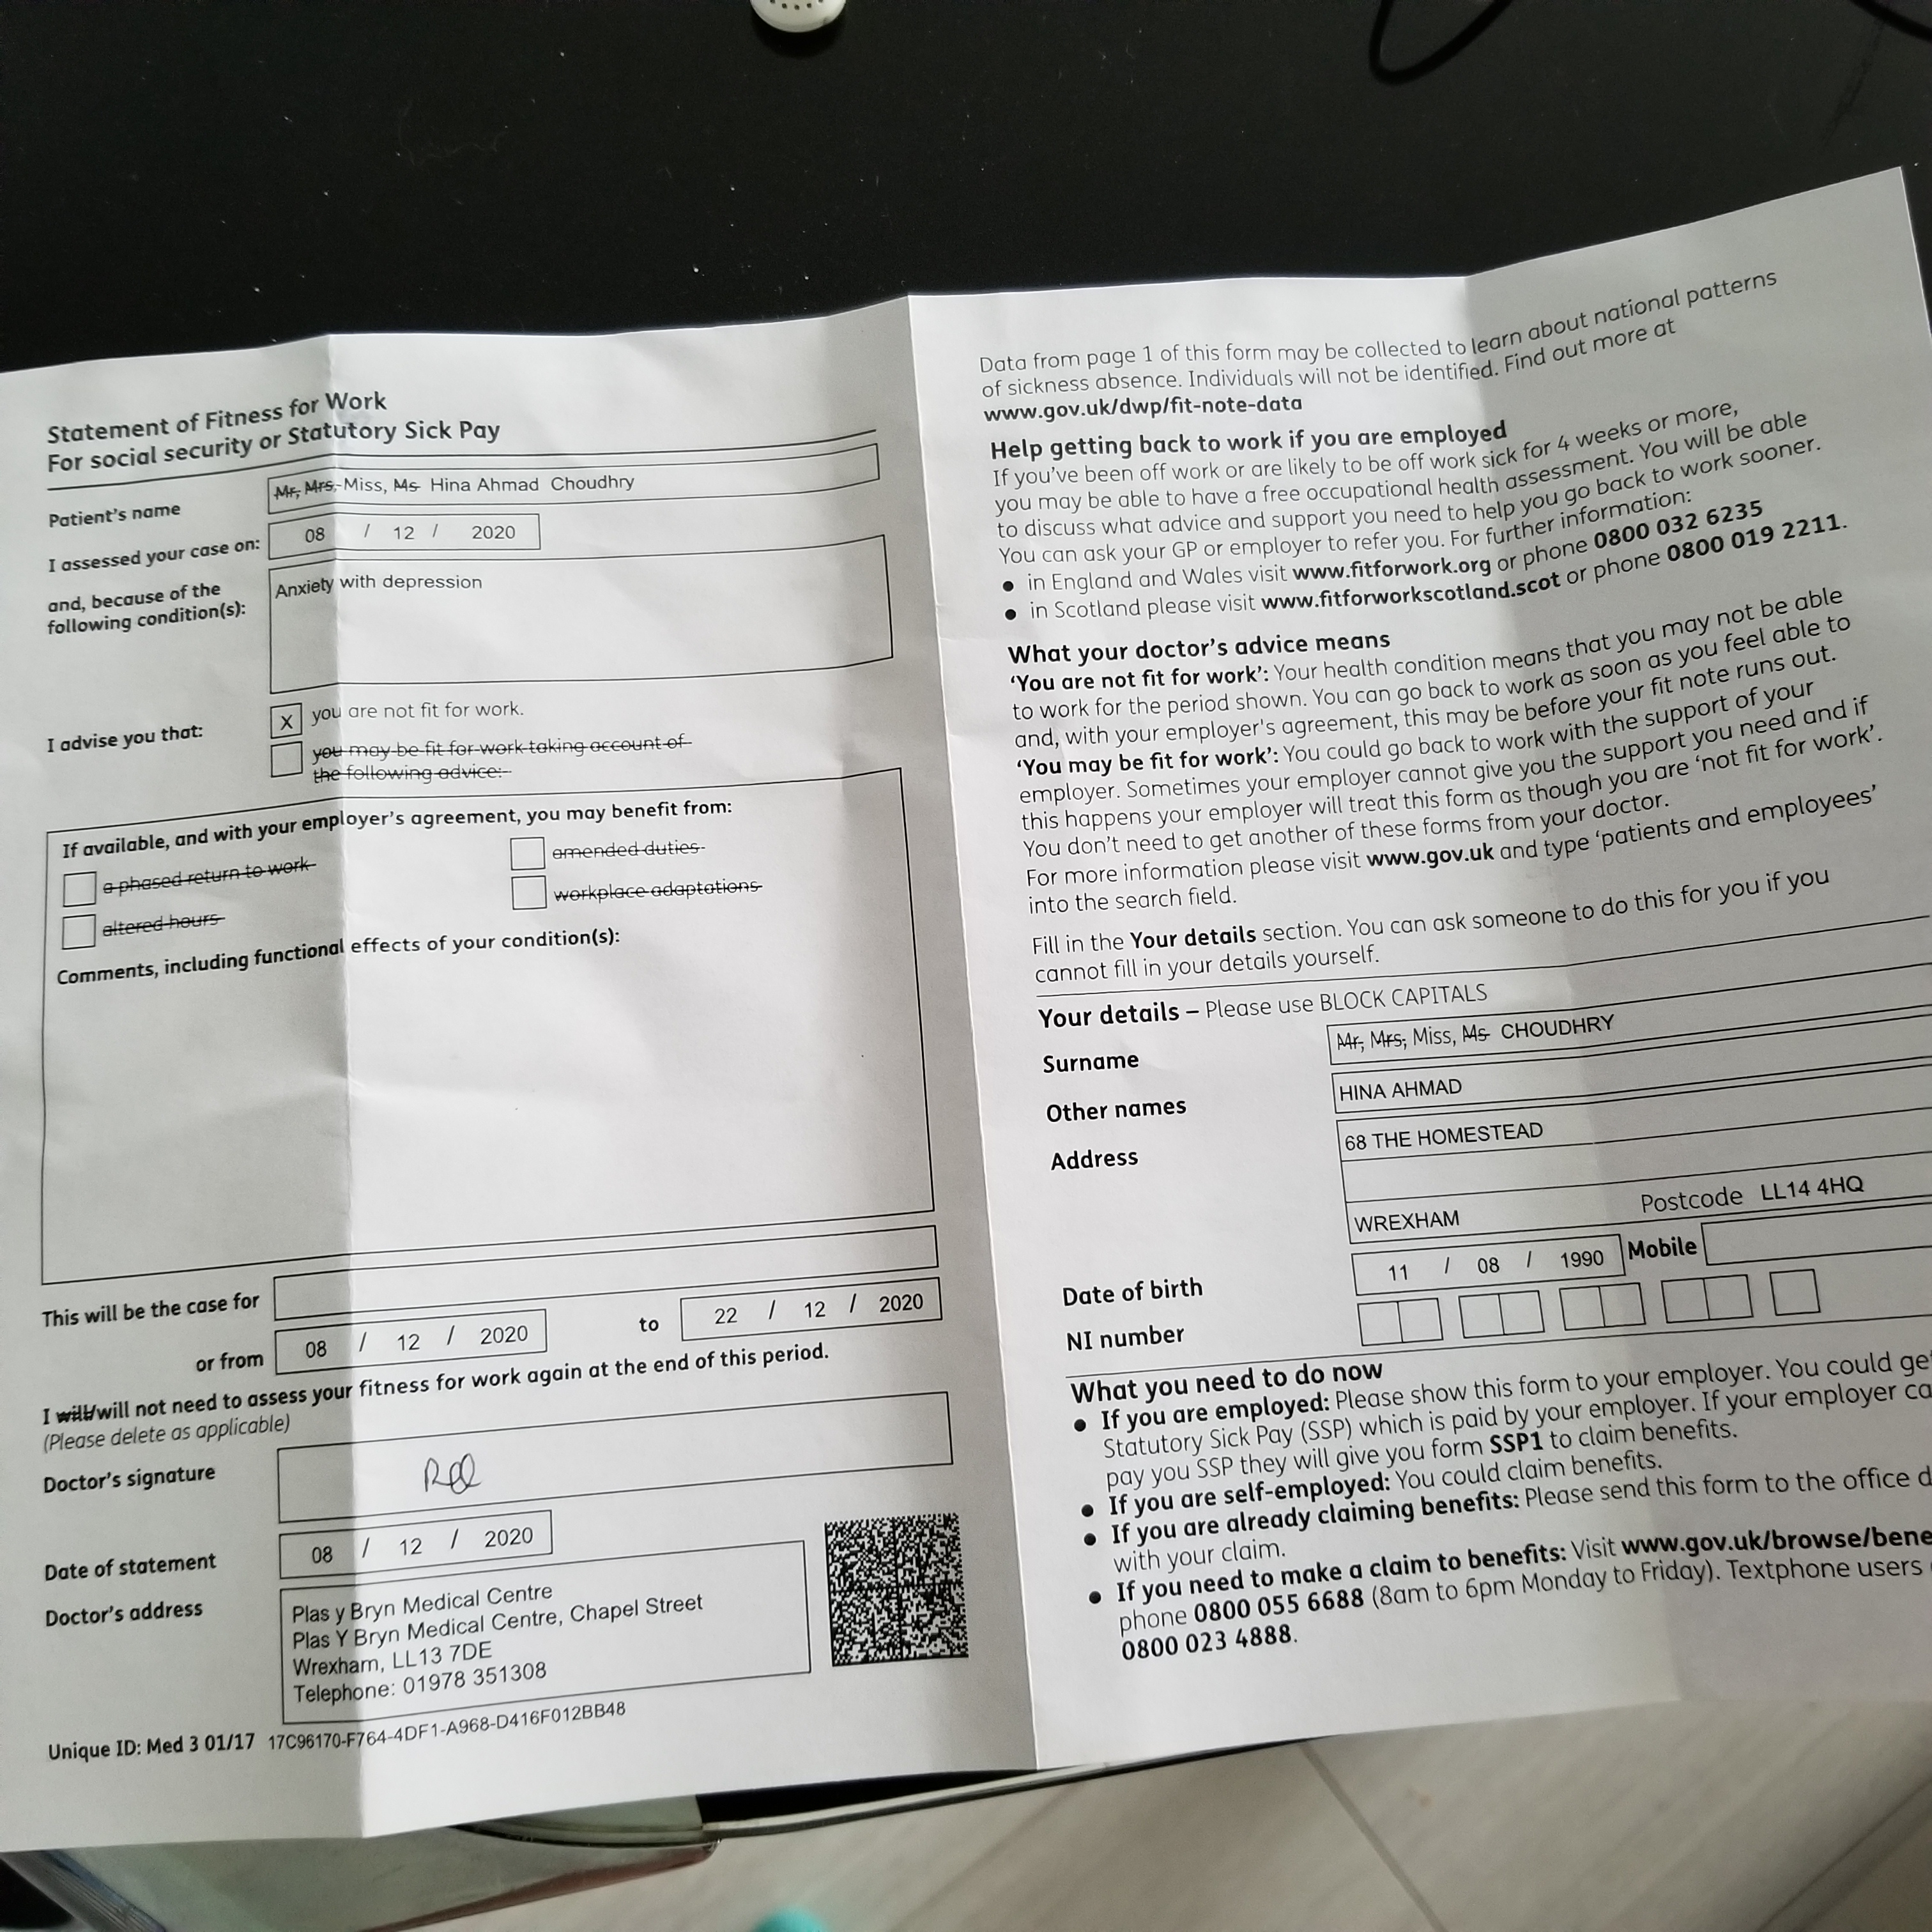 Statement of Fitness for Work
For social security or Statutory Sick Pay
Patient's name
Mr, Mrs, Miss, Ms Hina Ahmad Choudhry
I assessed your case on:
08 / 12 / 2020
and, because of the
following condition(s):
Anxiety with depression
I advise you that:
X you are not fit for work.
you may be fit for work taking account of
the following advice:
If available, and with your employer's agreement, you may benefit from:
a phased return to work
amended duties
altered hours
workplace adaptations
Comments, including functional effects of your condition(s):
This will be the case for
or from 08 / 12 / 2020 to 22 / 12 / 2020
I will/will not need to assess your fitness for work again at the end of this period.
(Please delete as applicable)
Doctor's signature
Date of statement
08 / 12 / 2020
Doctor's address
Plas y Bryn Medical Centre
Plas Y Bryn Medical Centre, Chapel Street
Wrexham, LL13 7DE
Telephone: 01978 351308
Unique ID: Med 3 01/17 17C96170-F764-4DF1-A968-D416F012BB48
Data from page 1 of this form may be collected to learn about national patterns
of sickness absence. Individuals will not be identified. Find out more at
www.gov.uk/dwp/fit-note-data
Help getting back to work if you are employed
If you've been off work or are likely to be off work sick for 4 weeks or more,
you may be able to have a free occupational health assessment. You will be able
to discuss what advice and support you need to help you go back to work sooner.
You can ask your GP or employer to refer you. For further information:
• in England and Wales visit www.fitforwork.org or phone 0800 032 6235
• in Scotland please visit www.fitforworkscotland.scot or phone 0800 019 2211.
What your doctor's advice means
'You are not fit for work': Your health condition means that you may not be able
to work for the period shown. You can go back to work as soon as you feel able to
and, with your employer's agreement, this may be before your fit note runs out.
'You may be fit for work': You could go back to work with the support of your
employer. Sometimes your employer cannot give you the support you need and if
this happens your employer will treat this form as though you are 'not fit for work'.
You don't need to get another of these forms from your doctor.
For more information please visit www.gov.uk and type 'patients and employees'
into the search field.
Fill in the Your details section. You can ask someone to do this for you if you
cannot fill in your details yourself.
Your details – Please use BLOCK CAPITALS
Surname
Mr, Mrs, Miss, Ms CHOUDHRY
Other names
HINA AHMAD
Address
68 THE HOMESTEAD
WREXHAM
Postcode LL14 4HQ
Date of birth
11 / 08 / 1990
Mobile
NI number
What you need to do now
• If you are employed: Please show this form to your employer. You could get
Statutory Sick Pay (SSP) which is paid by your employer. If your employer ca
pay you SSP they will give you form SSP1 to claim benefits.
• If you are self-employed: You could claim benefits.
• If you are already claiming benefits: Please send this form to the office d
with your claim.
• If you need to make a claim to benefits: Visit www.gov.uk/browse/bene
phone 0800 055 6688 (8am to 6pm Monday to Friday). Textphone users
0800 023 4888.